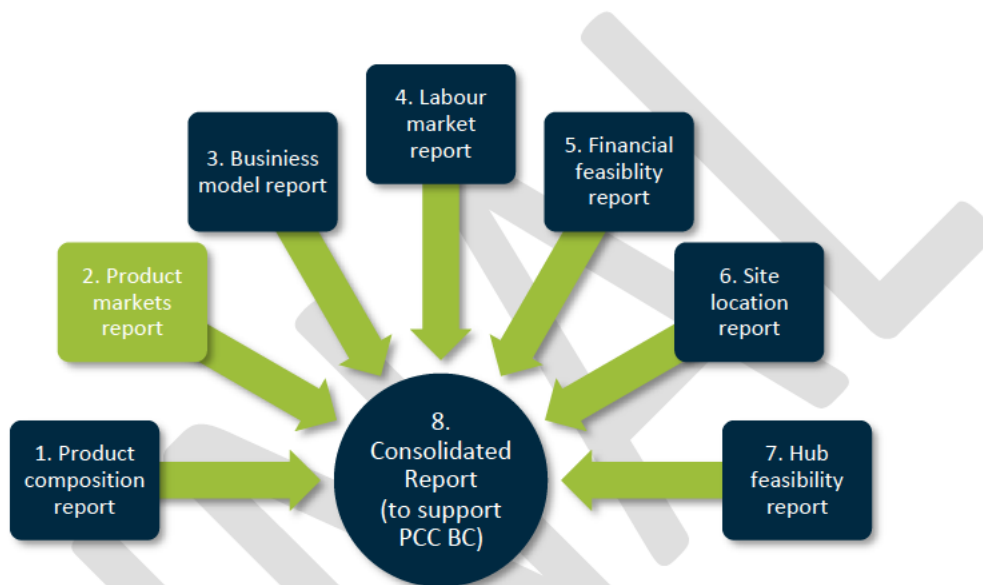 1. Product
composition
report
2. Product
markets
report
3. Businiess
model report
4. Labour
market
report
5. Financial
feasiblity
report
6. Site
location
report
7. Hub
feasibility
report
8.
Consolidated
Report
(to support
PCC BC)